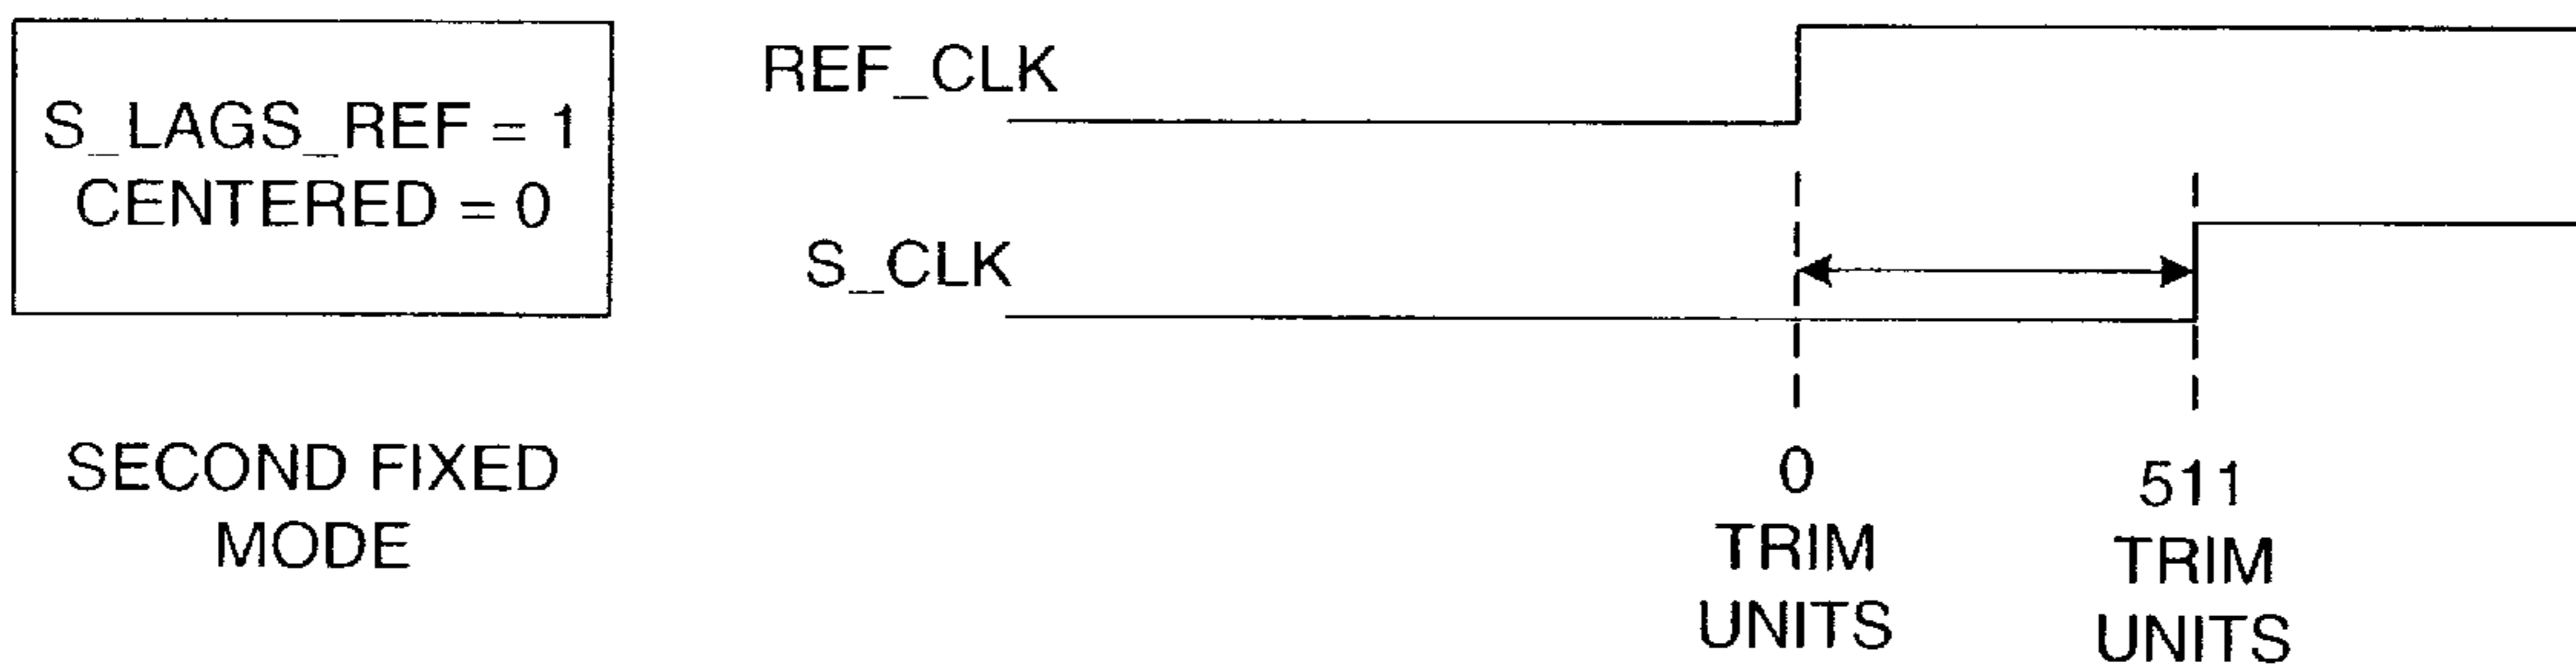 S_LAGS_REF = 1
CENTERED = 0
SECOND FIXED
MODE
REF_CLK
S_CLK
0
TRIM
UNITS
511
TRIM
UNITS